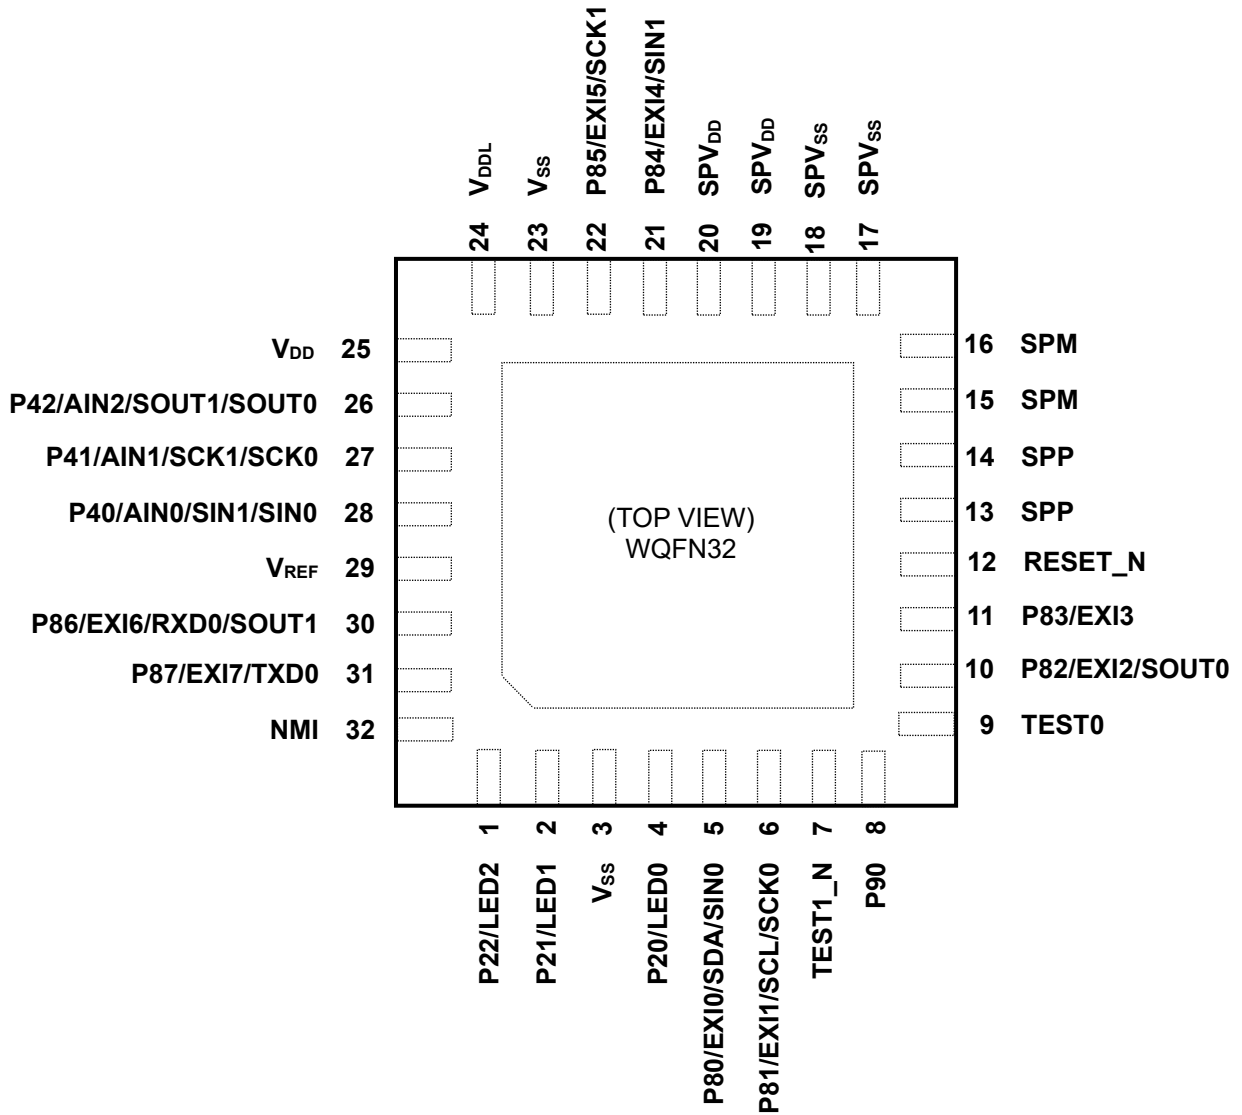 P85/EXI5/SCK1
P84/EXI4/SIN1
VDDL
VSS
SPVDD
SPVDD
SPVSS
SPVSS
24
23
22
21
20
19
18
17
VDD 25
P42/AIN2/SOUT1/SOUT0 26
P41/AIN1/SCK1/SCK0 27
P40/AIN0/SIN1/SIN0 28
VREF 29
P86/EXI6/RXD0/SOUT1 30
P87/EXI7/TXD0 31
NMI 32
(TOP VIEW)
WQFN32
16 SPM
15 SPM
14 SPP
13 SPP
12 RESET_N
11 P83/EXI3
10 P82/EXI2/SOUT0
9 TEST0
1
2
3
4
5
6
7
8
P22/LED2
P21/LED1
VSS
P20/LED0
P80/EXI0/SDA/SIN0
P81/EXI1/SCL/SCK0
TEST1_N
P90